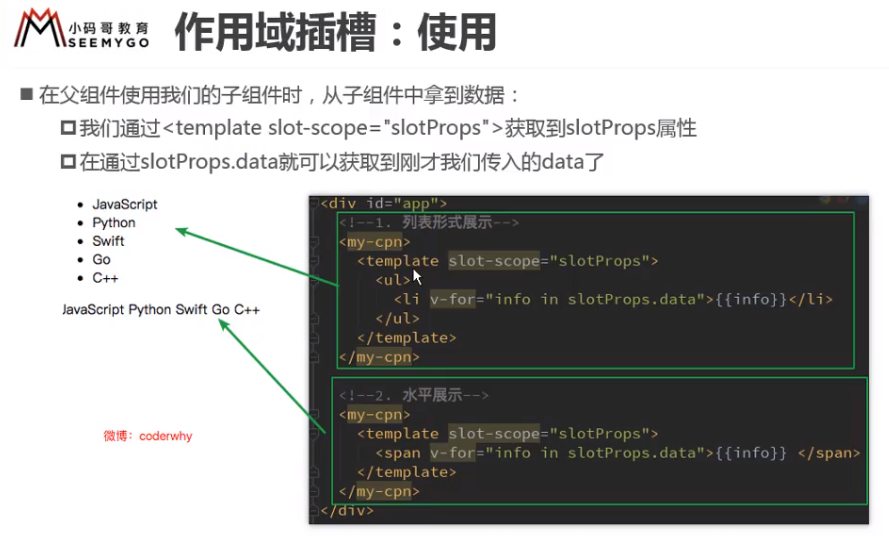 小码哥教育
SEEMYGO
作用域插槽：使用
在父组件使用我们的子组件时，从子组件中拿到数据：
我们通过<template slot-scope="slotProps">获取到slotProps属性
在通过slotProps.data就可以获取到刚才我们传入的data了
JavaScript
Python
Swift
Go
C++
JavaScript Python Swift Go C++
微博：coderwhy
<div id="app">
<!--1. 列表形式展示-->
<my-cpn>
<template slot-scope="slotProps">
<ul>
<li v-for="info in slotProps.data">{{info}}</li>
</ul>
</template>
</my-cpn>
<!--2. 水平展示-->
<my-cpn>
<template slot-scope="slotProps">
<span v-for="info in slotProps.data">{{info}} </span>
</template>
</my-cpn>
</div>